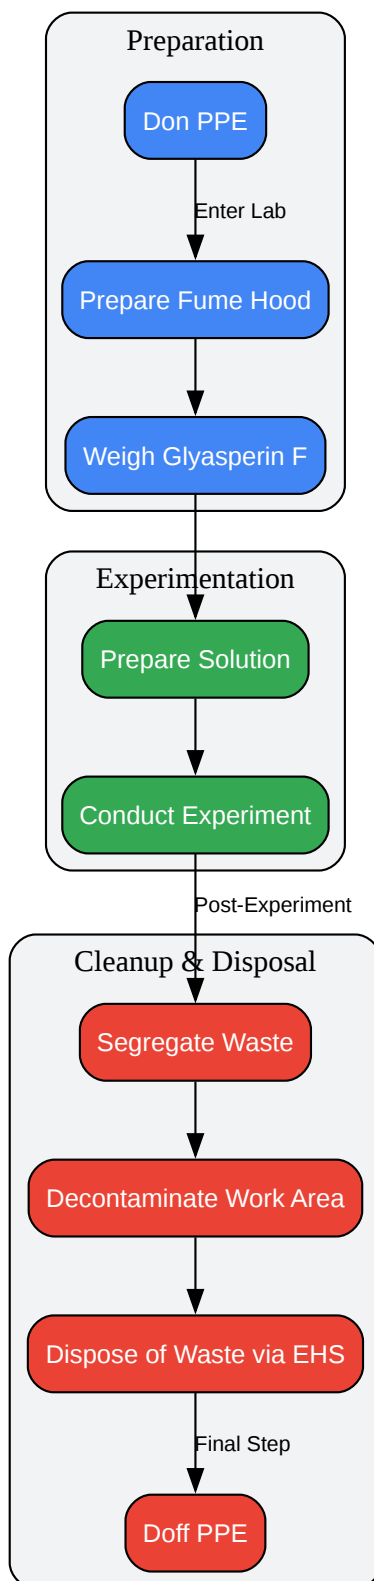 Preparation
Don PPE
Enter Lab
Prepare Fume Hood
Weigh Glyasperin F
Experimentation
Prepare Solution
Conduct Experiment
Post-Experiment
Cleanup & Disposal
Segregate Waste
Decontaminate Work Area
Dispose of Waste via EHS
Final Step
Doff PPE